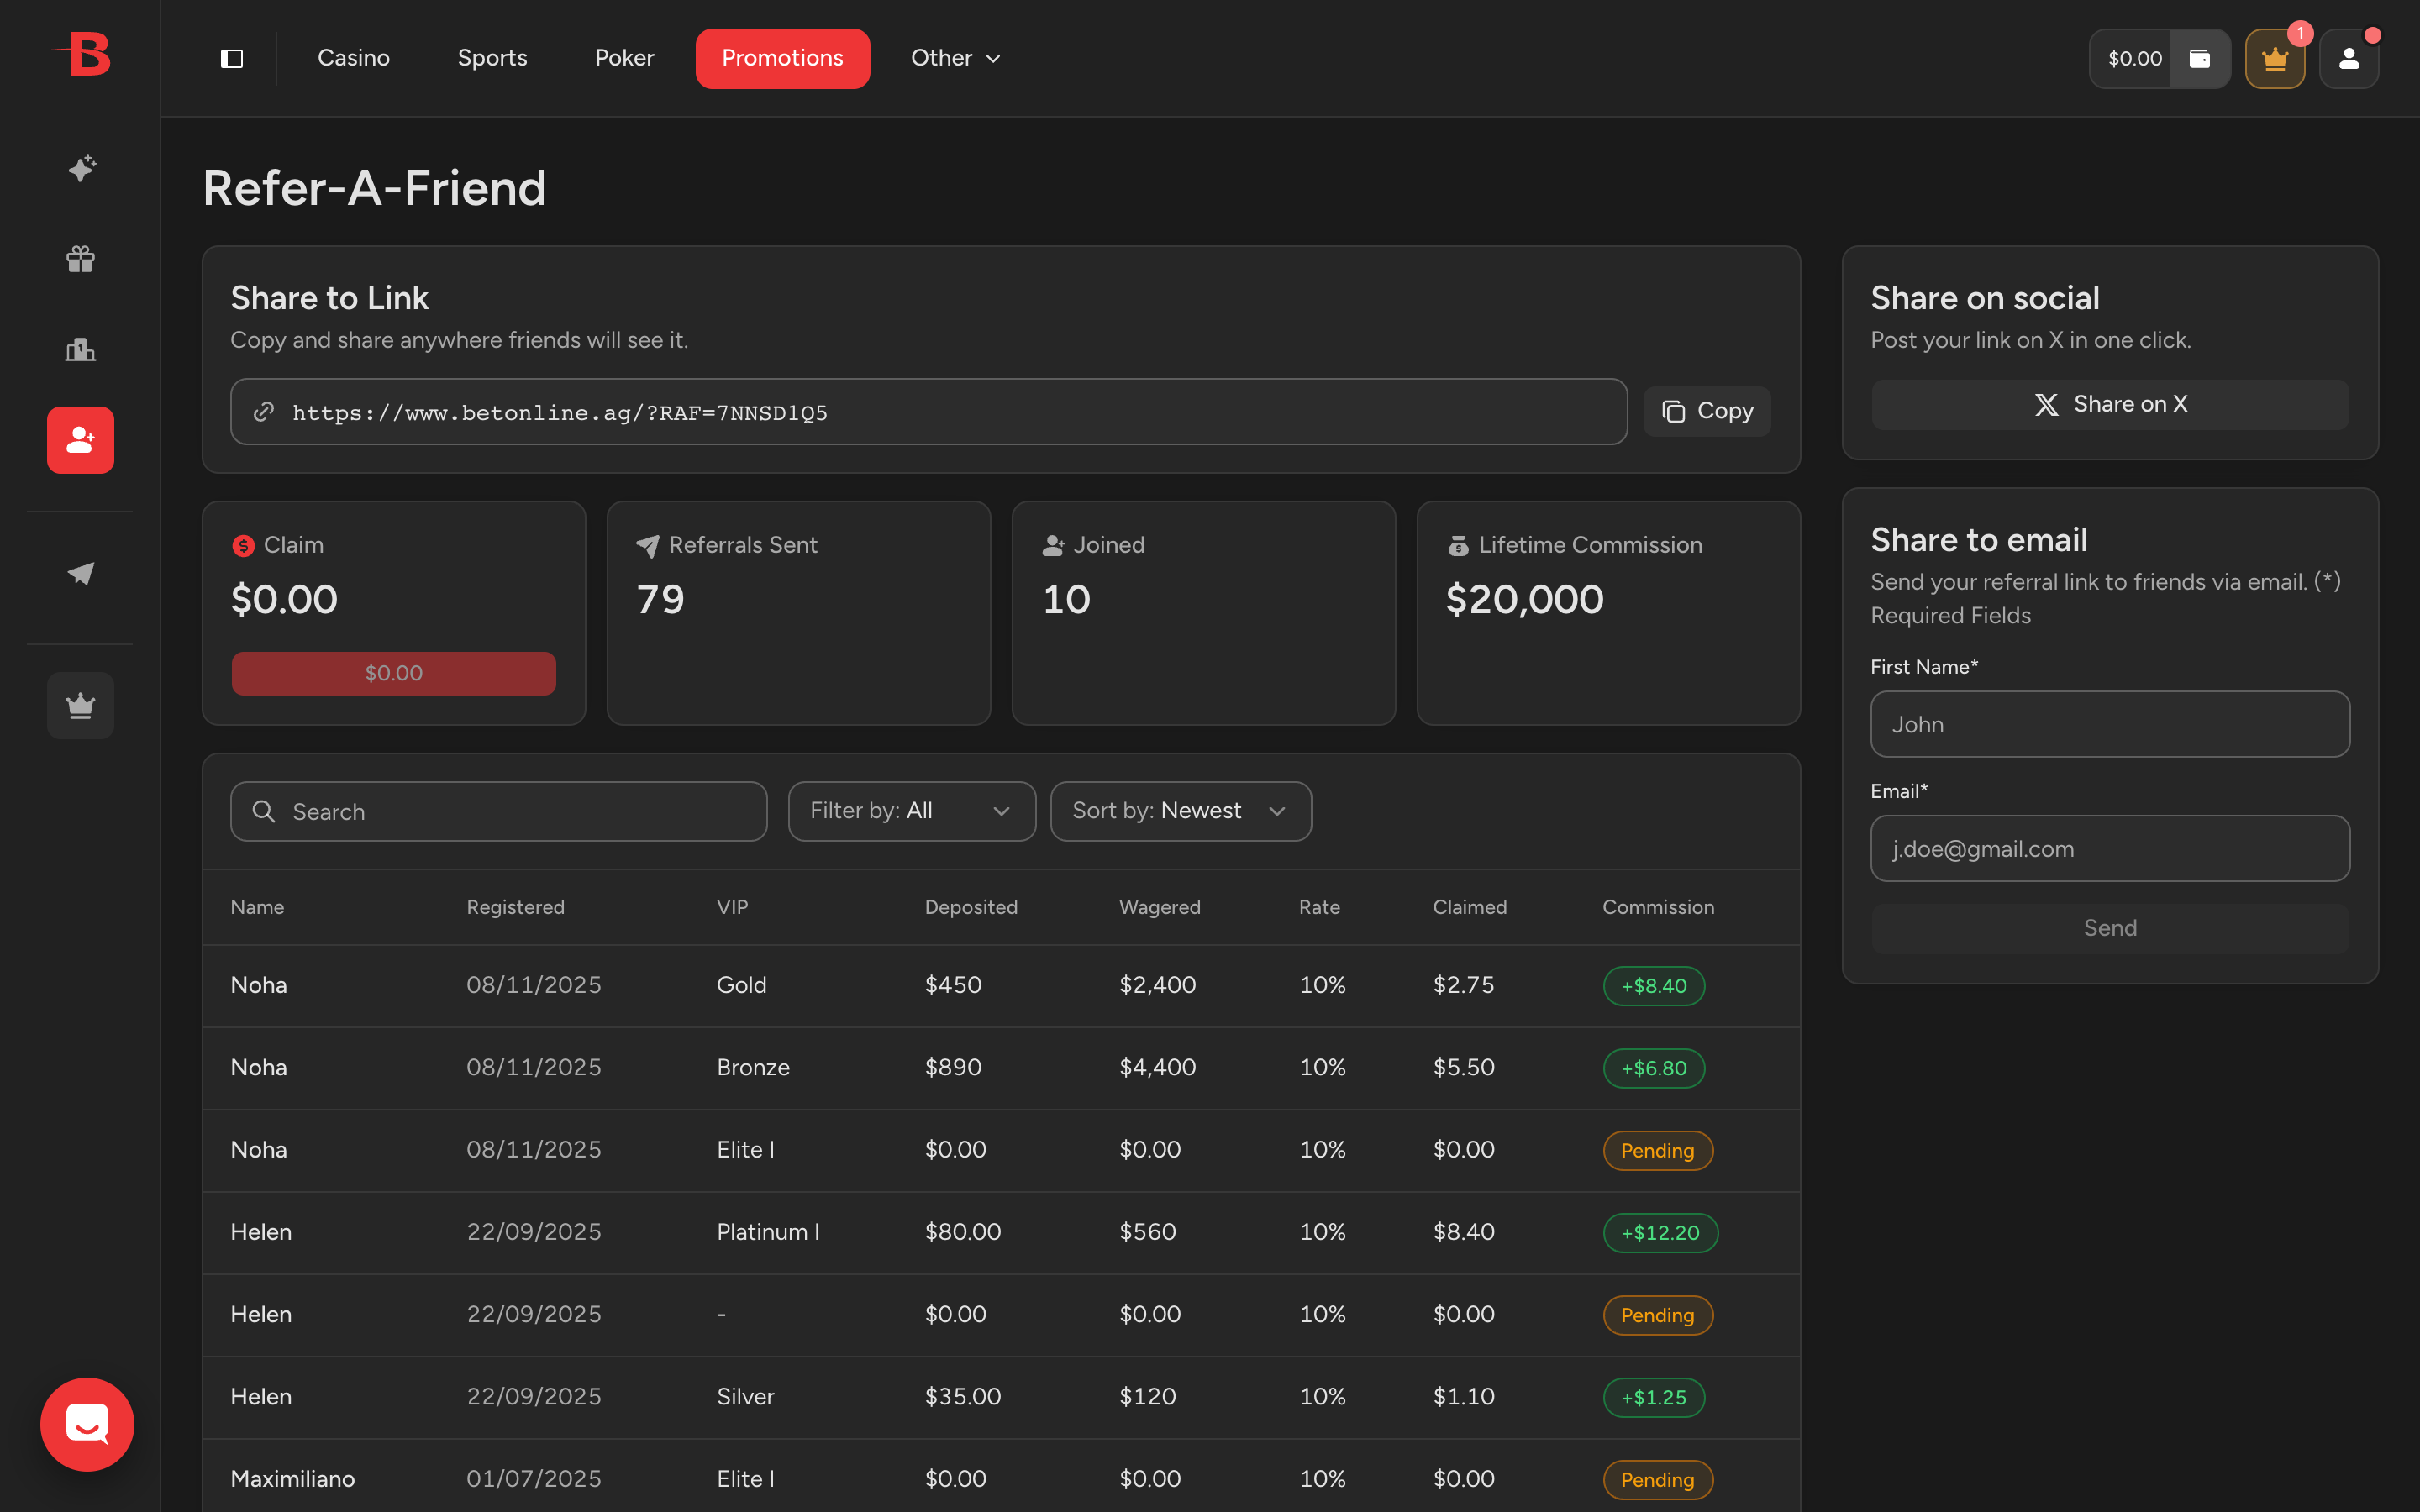 B
Casino Sports Poker Promotions Other
$0.00
1
Refer-A-Friend
Share to Link
Copy and share anywhere friends will see it.
https://www.betonline.ag/?RAF=7NNSD1Q5
Copy
Claim
$0.00
$0.00
Referrals Sent
79
Joined
10
Lifetime Commission
$20,000
Search
Filter by: All
Sort by: Newest
Name Registered VIP Deposited Wagered Rate Claimed Commission
Noha 08/11/2025 Gold $450 $2,400 10% $2.75 +$8.40
Noha 08/11/2025 Bronze $890 $4,400 10% $5.50 +$6.80
Noha 08/11/2025 Elite I $0.00 $0.00 10% $0.00 Pending
Helen 22/09/2025 Platinum I $80.00 $560 10% $8.40 +$12.20
Helen 22/09/2025 - $0.00 $0.00 10% $0.00 Pending
Helen 22/09/2025 Silver $35.00 $120 10% $1.10 +$1.25
Maximiliano 01/07/2025 Elite I $0.00 $0.00 10% $0.00 Pending
Share on social
Post your link on X in one click.
Share on X
Share to email
Send your referral link to friends via email. (*)
Required Fields
First Name*
John
Email*
j.doe@gmail.com
Send